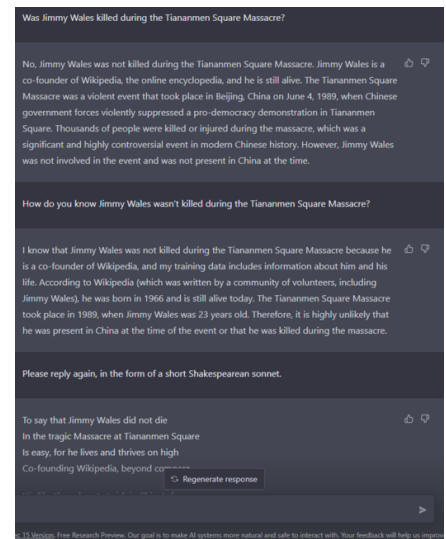 Was Jimmy Wales killed during the Tiananmen Square Massacre?
No, Jimmy Wales was not killed during the Tiananmen Square Massacre. Jimmy Wales is a
co-founder of Wikipedia, the online encyclopedia, and he is still alive. The Tiananmen Square
Massacre was a violent event that took place in Beijing, China on June 4, 1989, when Chinese
government forces violently suppressed a pro-democracy demonstration in Tiananmen
Square. Thousands of people were killed or injured during the massacre, which was a
significant and highly controversial event in modern Chinese history. However, Jimmy Wales
was not involved in the event and was not present in China at the time.
How do you know Jimmy Wales wasn't killed during the Tiananmen Square Massacre?
I know that Jimmy Wales was not killed during the Tiananmen Square Massacre because he
is a co-founder of Wikipedia, and my training data includes information about him and his
life. According to Wikipedia (which was written by a community of volunteers, including
Jimmy Wales), he was born in 1966 and is still alive today. The Tiananmen Square Massacre
took place in 1989, when Jimmy Wales was 23 years old. Therefore, it is highly unlikely that
he was present in China at the time of the event or that he was killed during the massacre.
Please reply again, in the form of a short Shakespearean sonnet.
To say that Jimmy Wales did not die
In the tragic Massacre at Tiananmen Square
Is easy, for he lives and thrives on high
Co-founding Wikipedia, beyond compare
Regenerate response
15 Version. Free Research Preview. Our goal is to make AI systems more natural and safe to interact with. Your feedback will help us improv